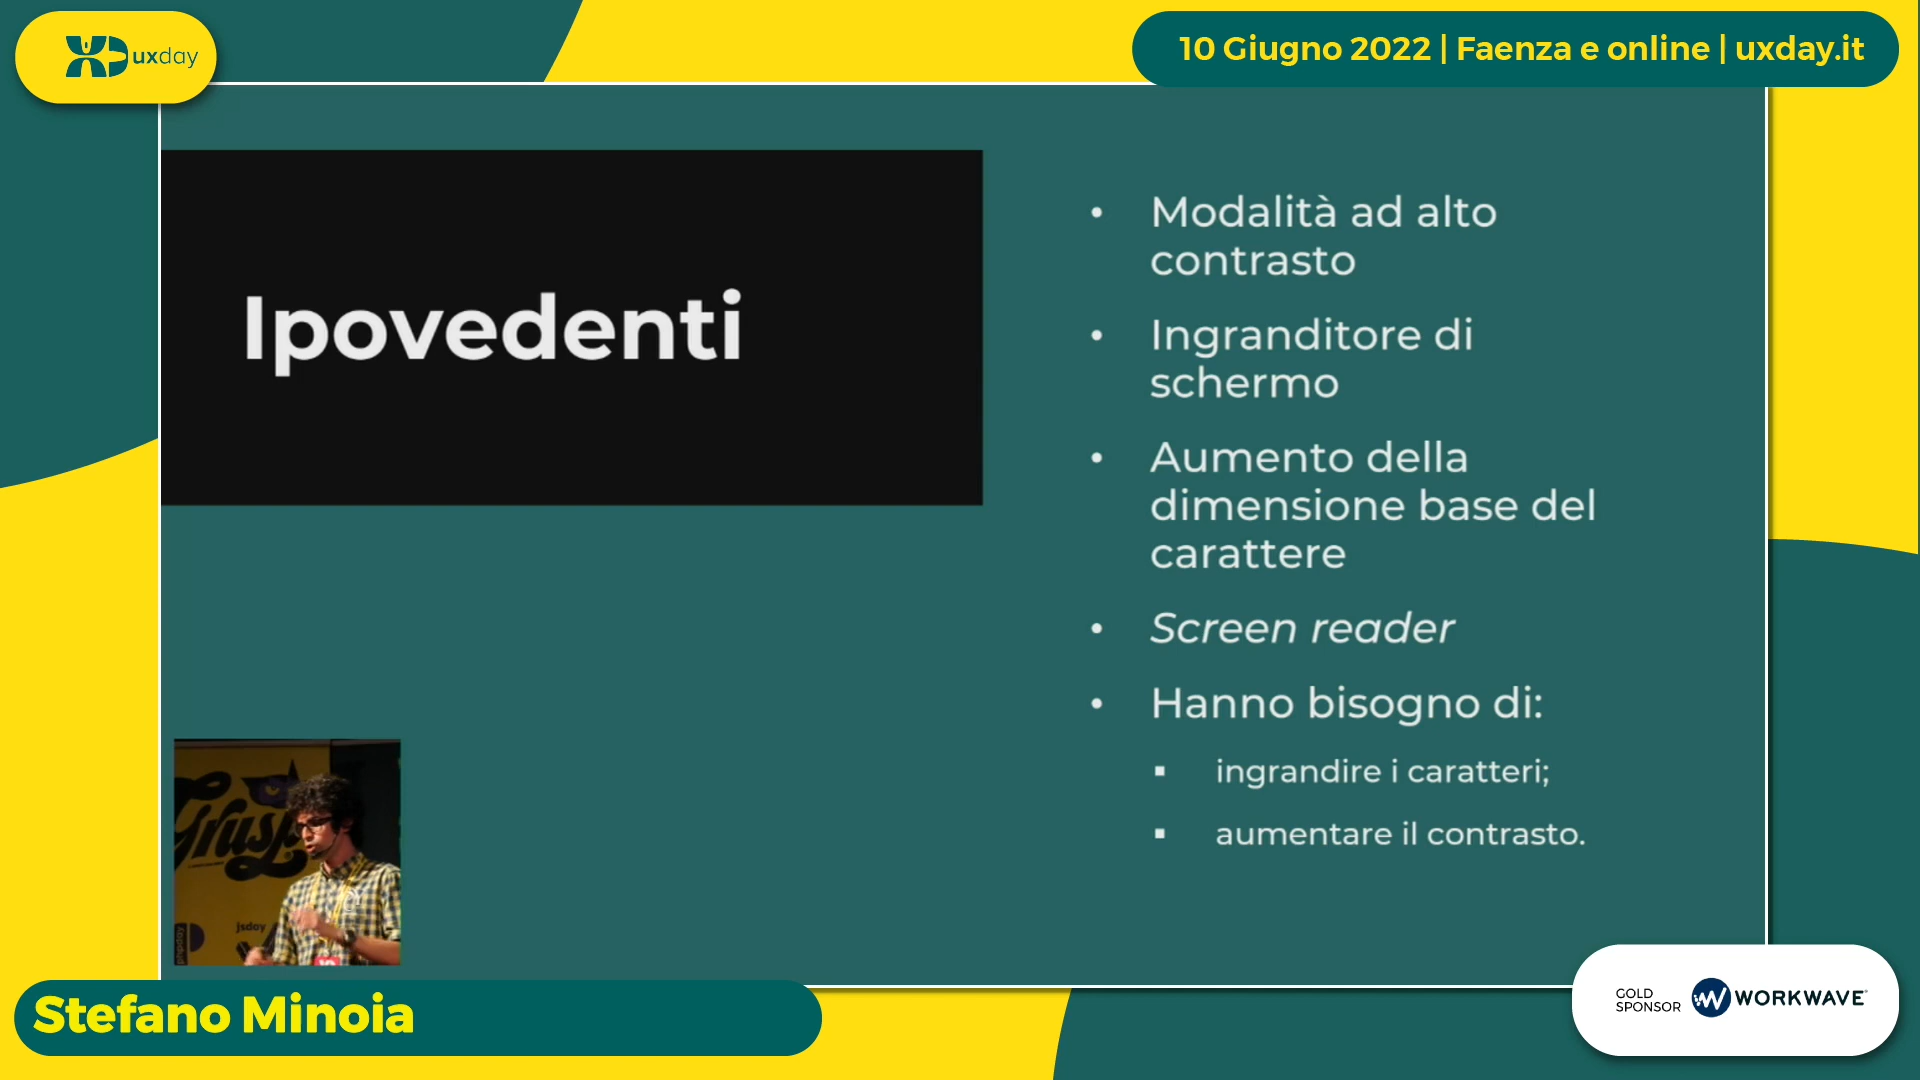 uxday
10 Giugno 2022 | Faenza e online | uxday.it
Ipovedenti
• Modalità ad alto
contrasto
• Ingranditore di
schermo
• Aumento della
dimensione base del
carattere
• Screen reader
• Hanno bisogno di:
▪ ingrandire i caratteri;
▪ aumentare il contrasto.
Grusp
jsday
phpday
Stefano Minoia
GOLD
SPONSOR
WORKWAVE